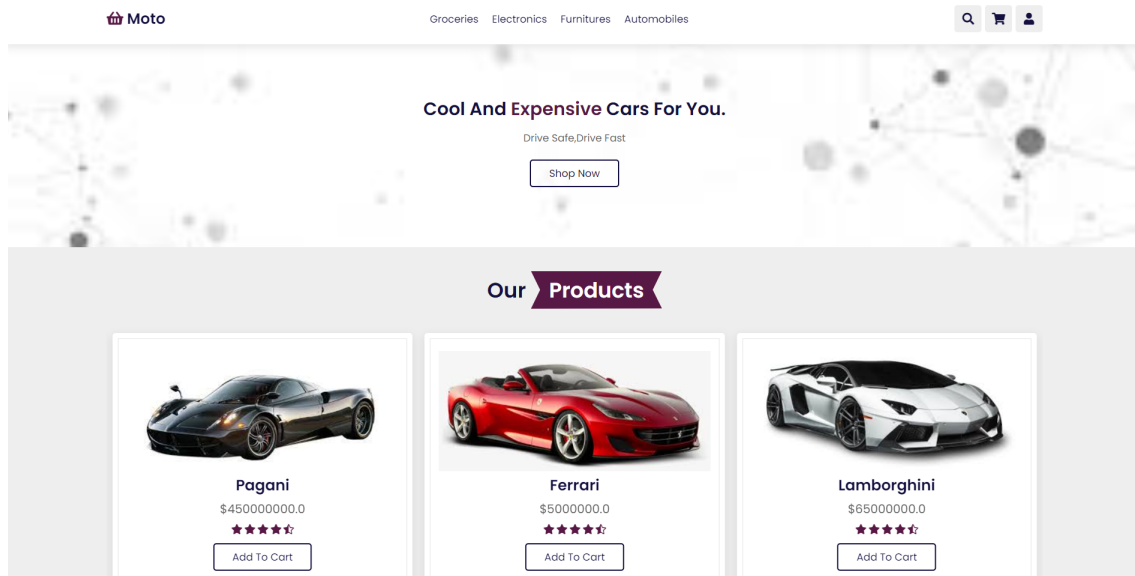 Moto
Groceries Electronics Furnitures Automobiles
Cool And Expensive Cars For You.
Drive Safe,Drive Fast
Shop Now
Our Products
Pagani
$450000000.0
Add To Cart
Ferrari
$5000000.0
Add To Cart
Lamborghini
$65000000.0
Add To Cart